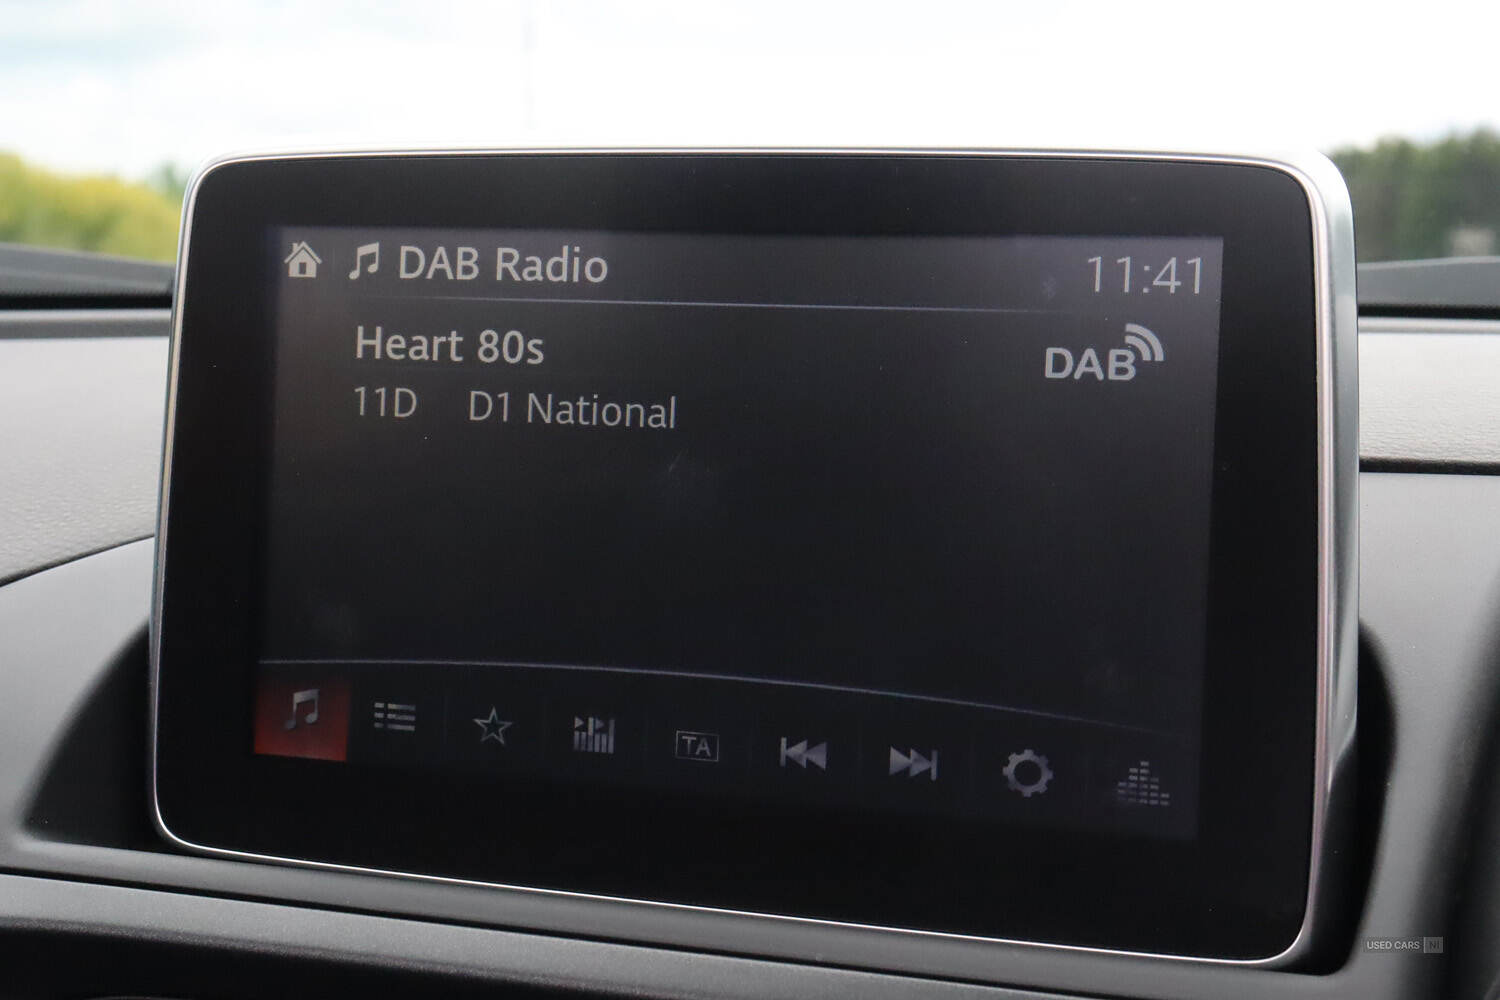 DAB Radio 11:41
Heart 80s
DAB
11D D1 National
TA
USED CARS NI